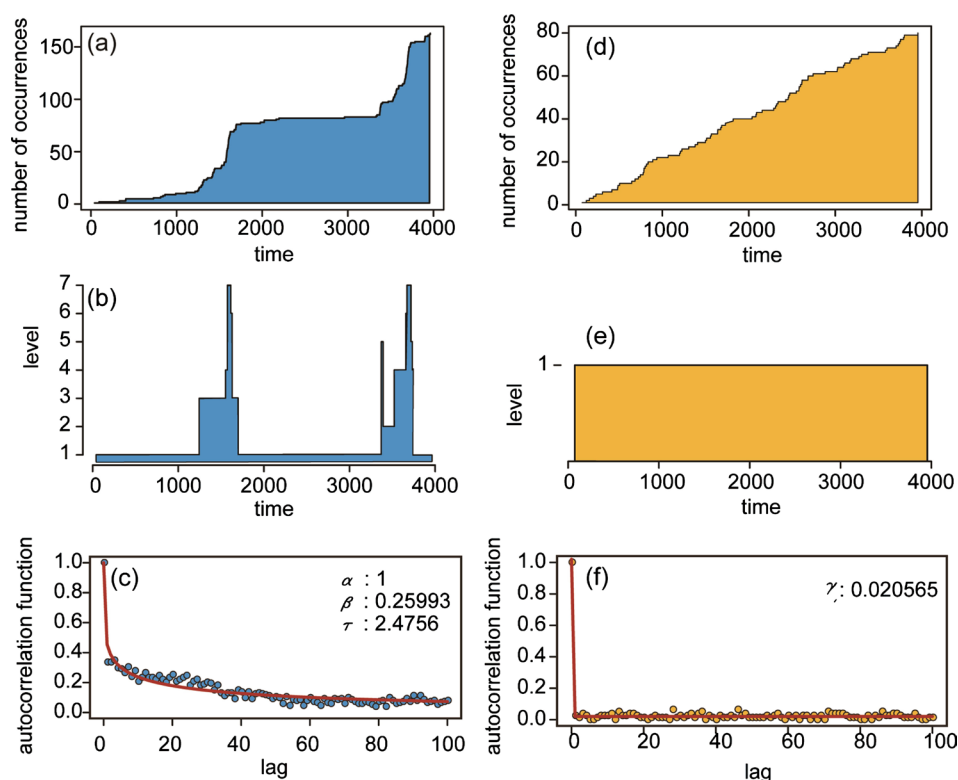 (a)
number of occurrences
150
100
50
0
0 1000 2000 3000 4000
time
(d)
number of occurrences
80
60
40
20
0
0 1000 2000 3000 4000
time
(b)
level
7
6
5
4
3
2
1
0 1000 2000 3000 4000
time
(e)
level
1
0 1000 2000 3000 4000
time
(c)
autocorrelation function
1.0
0.8
0.6
0.4
0.2
0.0
α : 1
β : 0.25993
τ : 2.4756
0 20 40 60 80 100
lag
(f)
autocorrelation function
1.0
0.8
0.6
0.4
0.2
0.0
γ : 0.020565
0 20 40 60 80 100
lag